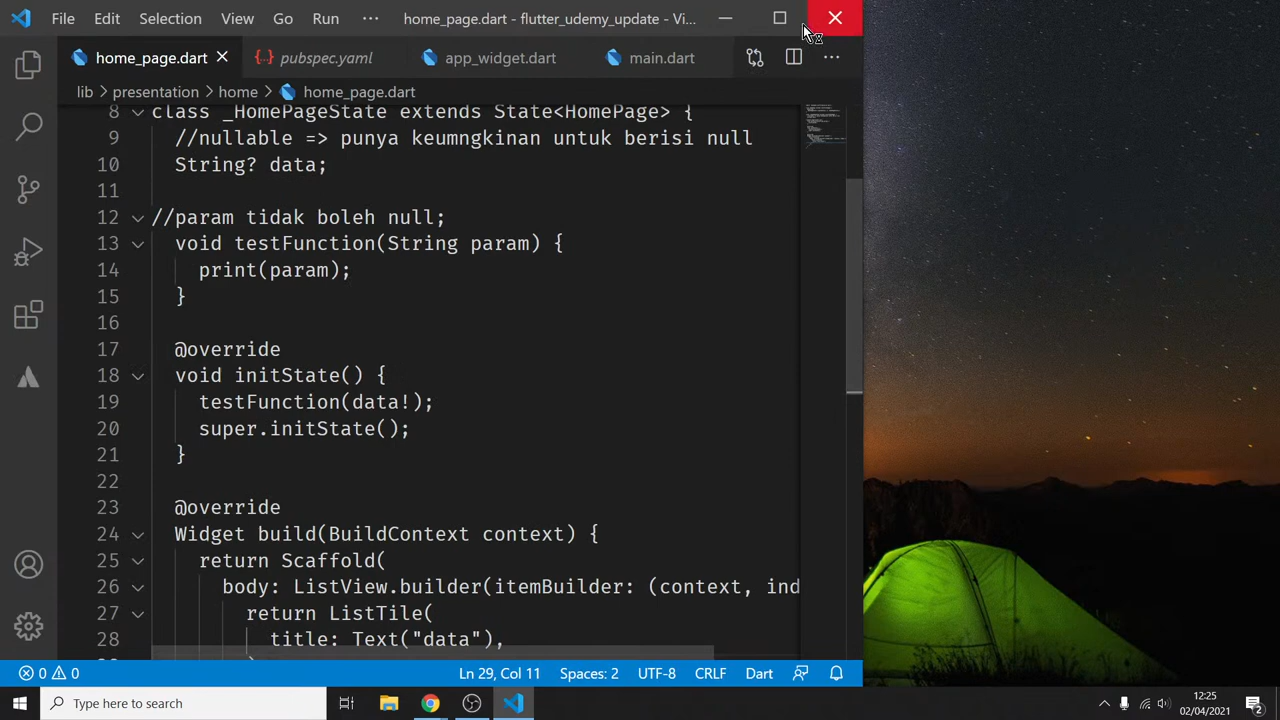 File Edit Selection View Go Run ··· home_page.dart - flutter_udemy_update - Vi...
home_page.dart pubspec.yaml app_widget.dart main.dart
lib > presentation > home > home_page.dart
8 class _HomePageState extends State<HomePage> {
9 //nullable => punya keumngkinan untuk berisi null
10 String? data;
11
12 //param tidak boleh null;
13 void testFunction(String param) {
14 print(param);
15 }
16
17 @override
18 void initState() {
19 testFunction(data!);
20 super.initState();
21 }
22
23 @override
24 Widget build(BuildContext context) {
25 return Scaffold(
26 body: ListView.builder(itemBuilder: (context, ind
27 return ListTile(
28 title: Text("data"),
0 0 Ln 29, Col 11 Spaces: 2 UTF-8 CRLF Dart
Type here to search
12:25
02/04/2021
2